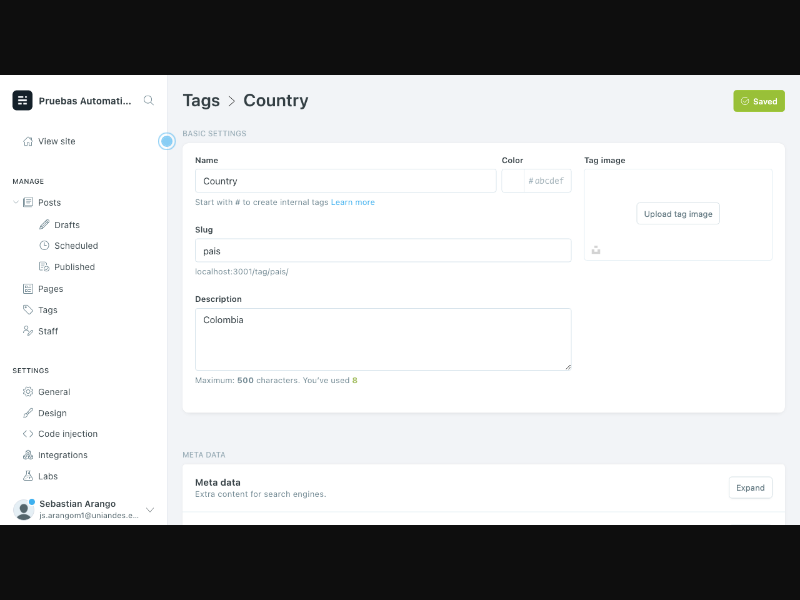 Pruebas Automati...
View site
MANAGE
Posts
Drafts
Scheduled
Published
Pages
Tags
Staff
SETTINGS
General
Design
Code injection
Integrations
Labs
Sebastian Arango
js.arangom1@uniandes.e...
Tags > Country
Saved
BASIC SETTINGS
Name
Country
Start with # to create internal tags Learn more
Color
#abcdef
Slug
pais
localhost:3001/tag/pais/
Description
Colombia
Maximum: 500 characters. You've used 8
Tag image
Upload tag image
META DATA
Meta data
Extra content for search engines.
Expand